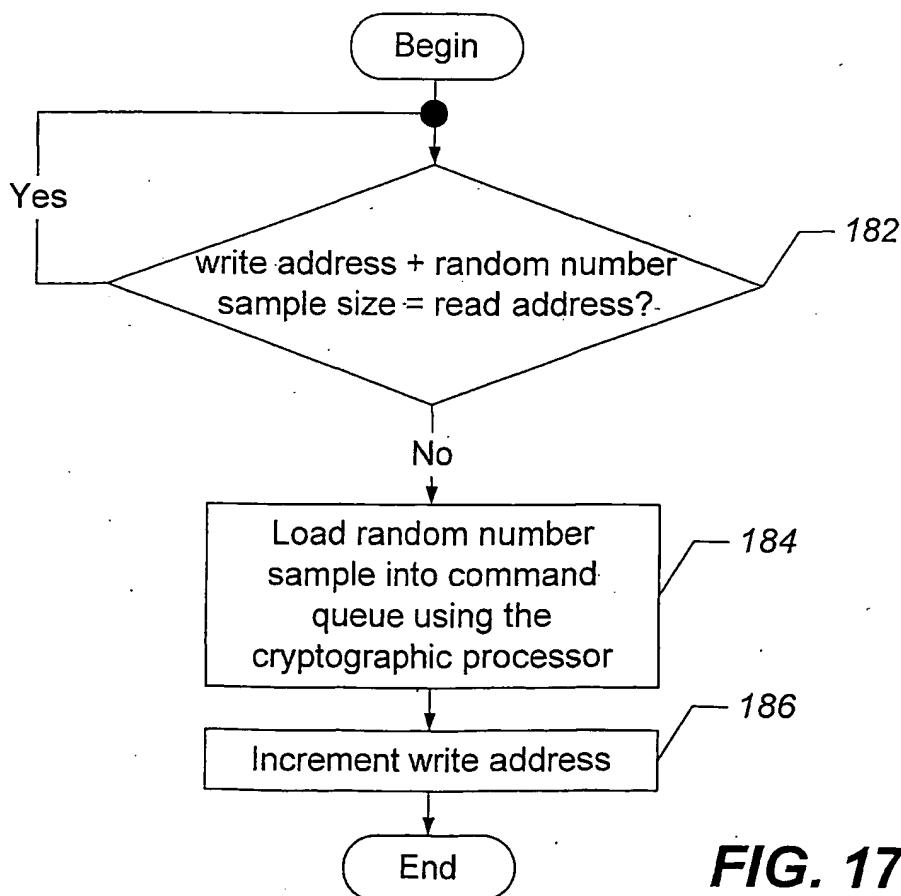 Begin
Yes
write address + random number
sample size = read address?
182
No
Load random number
sample into command
queue using the
cryptographic processor
184
186
Increment write address
End
FIG. 17